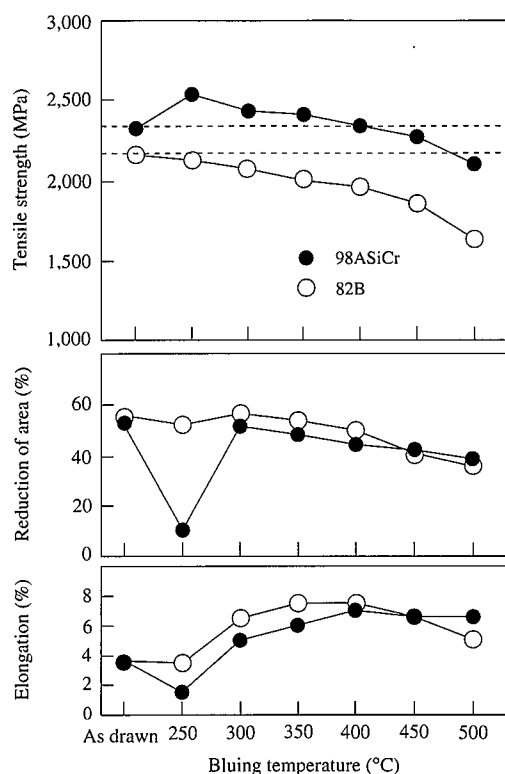 3,000
2,500
2,000
1,500
1,000
Tensile strength (MPa)
98ASiCr
82B
60
40
20
0
Reduction of area (%)
8
6
4
2
0
Elongation (%)
As drawn 250 300 350 400 450 500
Bluing temperature (°C)